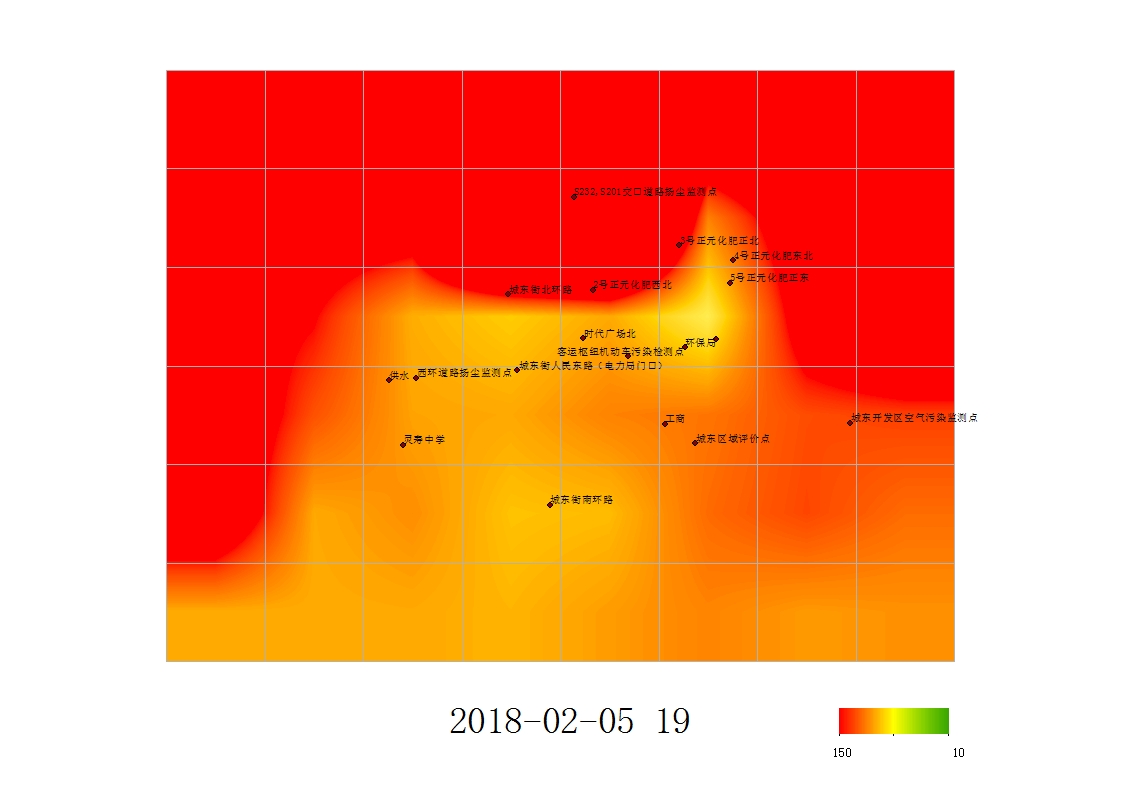 S232,S201交口道路扬尘监测点
3号正元化肥正北
4号正元化肥东北
5号正元化肥正东
城东街北环路
2号正元化肥西北
时代广场北
环保局
客运枢纽机动车污染检测点
城东街人民东路（电力局门口）
供水
西环道路扬尘监测点
工商
城东开发区空气污染监测点
灵寿中学
城东区域评价点
城东街南环路
2018-02-05 19
150
10